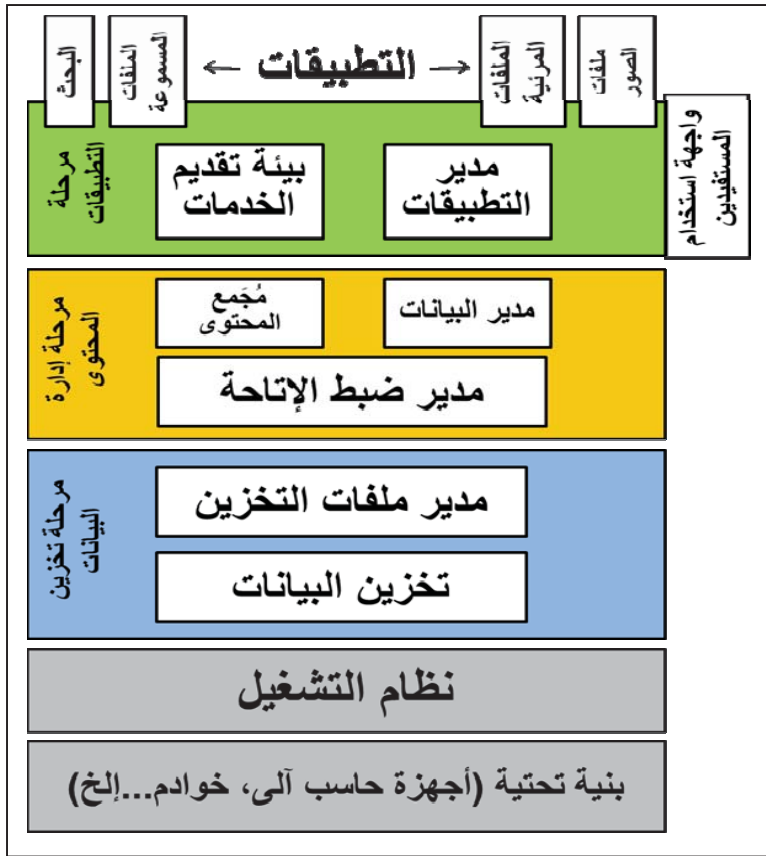 ملفات
الصور
الملفات
المرئية
← التطبيقات →
الملفات
المسموعة
البحث
واجهة استخدام
المستفيدين
مرحلة
التطبيقات
مدير
التطبيقات
بيئة تقديم
الخدمات
مرحلة إدارة
المحتوى
مدير البيانات
مُجَمع
المحتوى
مدير ضبط الإتاحة
مرحلة تخزين
البيانات
مدير ملفات التخزين
تخزين البيانات
نظام التشغيل
بنية تحتية (أجهزة حاسب آلى، خوادم...إلخ)